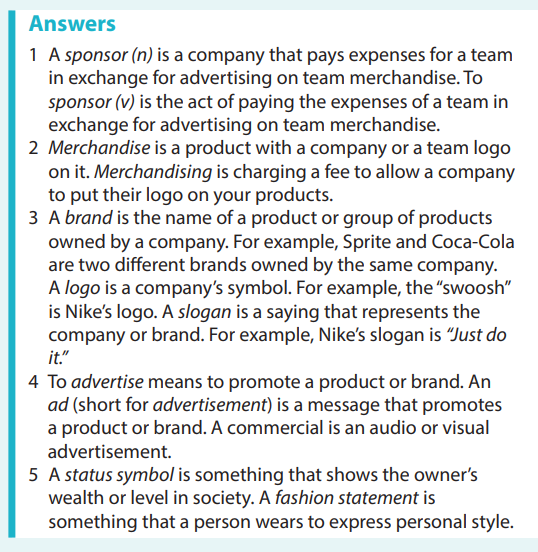 Answers
1 A sponsor (n) is a company that pays expenses for a team
in exchange for advertising on team merchandise. To
sponsor (v) is the act of paying the expenses of a team in
exchange for advertising on team merchandise.
2 Merchandise is a product with a company or a team logo
on it. Merchandising is charging a fee to allow a company
to put their logo on your products.
3 A brand is the name of a product or group of products
owned by a company. For example, Sprite and Coca-Cola
are two different brands owned by the same company.
A logo is a company’s symbol. For example, the “swoosh”
is Nike’s logo. A slogan is a saying that represents the
company or brand. For example, Nike’s slogan is “Just do
it.”
4 To advertise means to promote a product or brand. An
ad (short for advertisement) is a message that promotes
a product or brand. A commercial is an audio or visual
advertisement.
5 A status symbol is something that shows the owner’s
wealth or level in society. A fashion statement is
something that a person wears to express personal style.